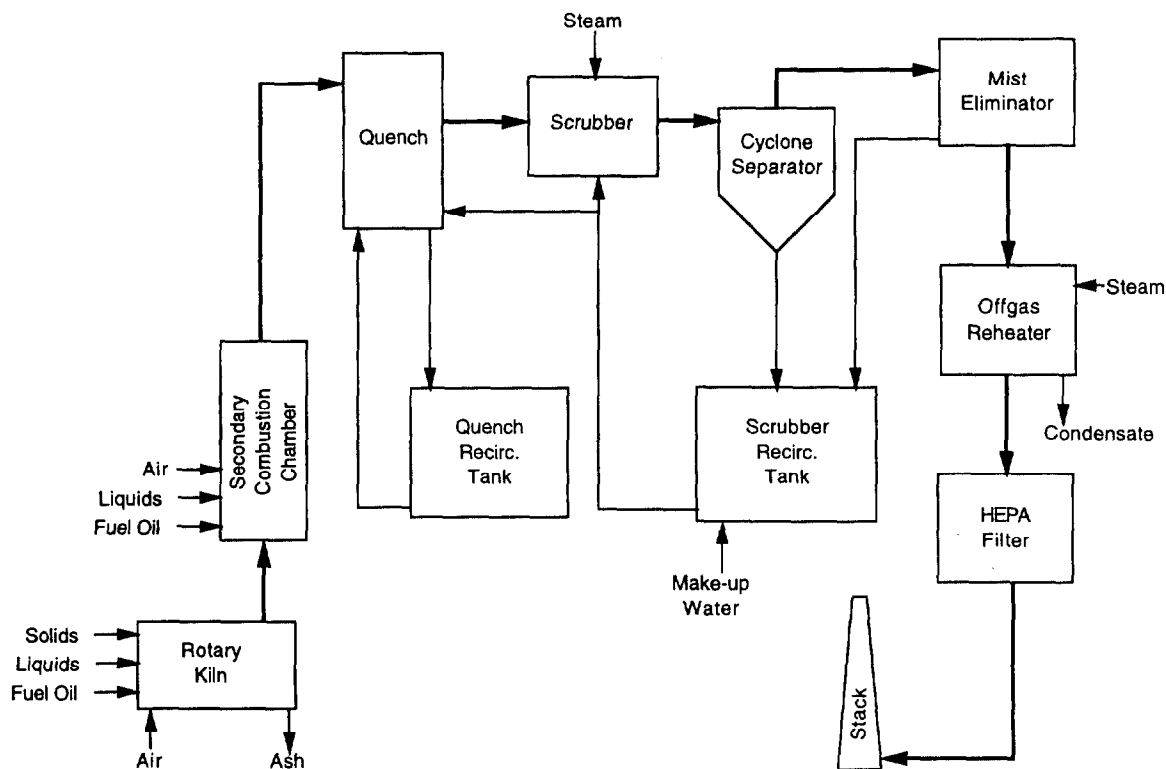 Steam
Quench
Scrubber
Cyclone
Separator
Mist
Eliminator
Offgas
Reheater
Steam
Condensate
Secondary
Combustion
Chamber
Air
Liquids
Fuel Oil
Quench
Recirc.
Tank
Scrubber
Recirc.
Tank
HEPA
Filter
Make-up
Water
Solids
Liquids
Fuel Oil
Rotary
Kiln
Air
Ash
Stack